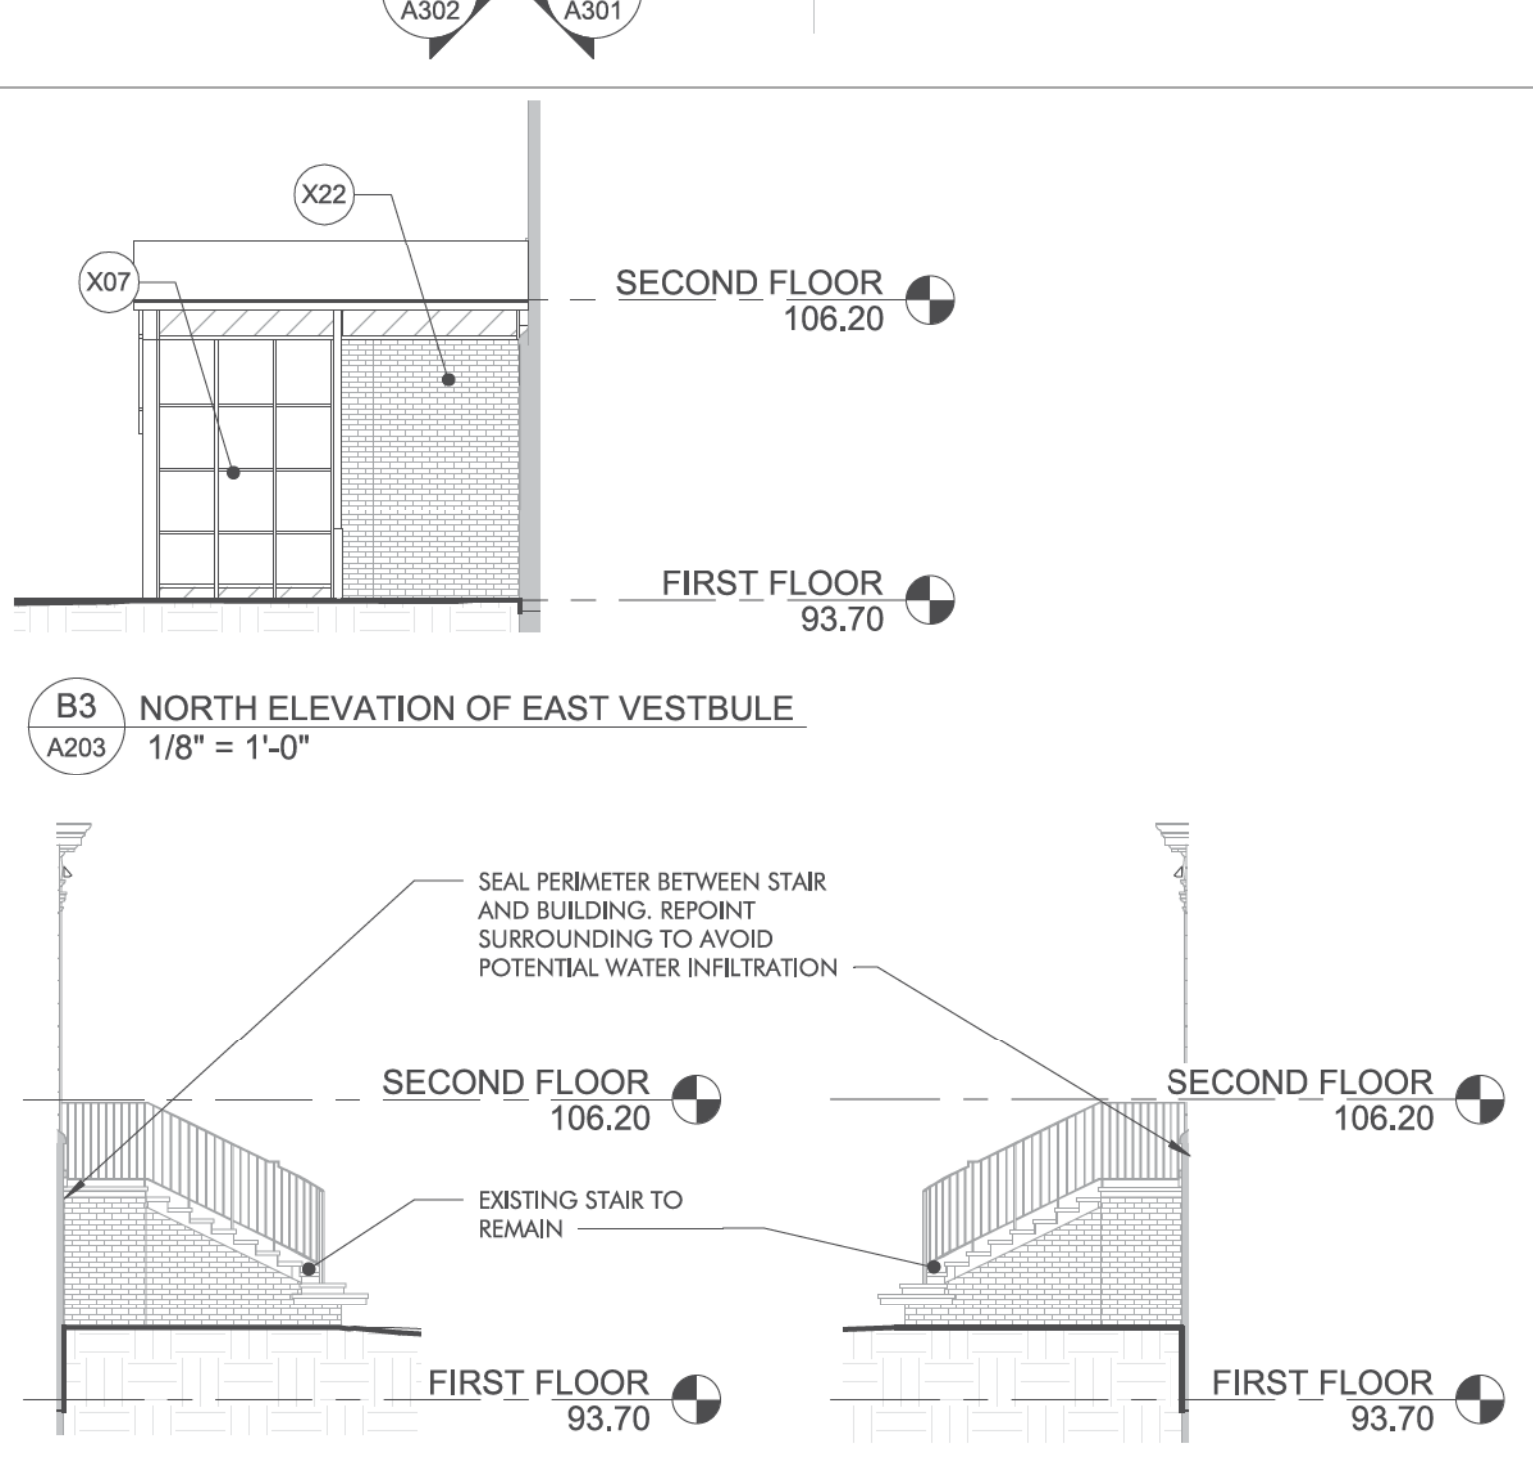 A302
A301
X22
X07
SECOND FLOOR
106.20
FIRST FLOOR
93.70
B3
A203
NORTH ELEVATION OF EAST VESTBULE
1/8" = 1'-0"
SEAL PERIMETER BETWEEN STAIR
AND BUILDING. REPOINT
SURROUNDING TO AVOID
POTENTIAL WATER INFILTRATION
SECOND FLOOR
106.20
SECOND FLOOR
106.20
EXISTING STAIR TO
REMAIN
FIRST FLOOR
93.70
FIRST FLOOR
93.70